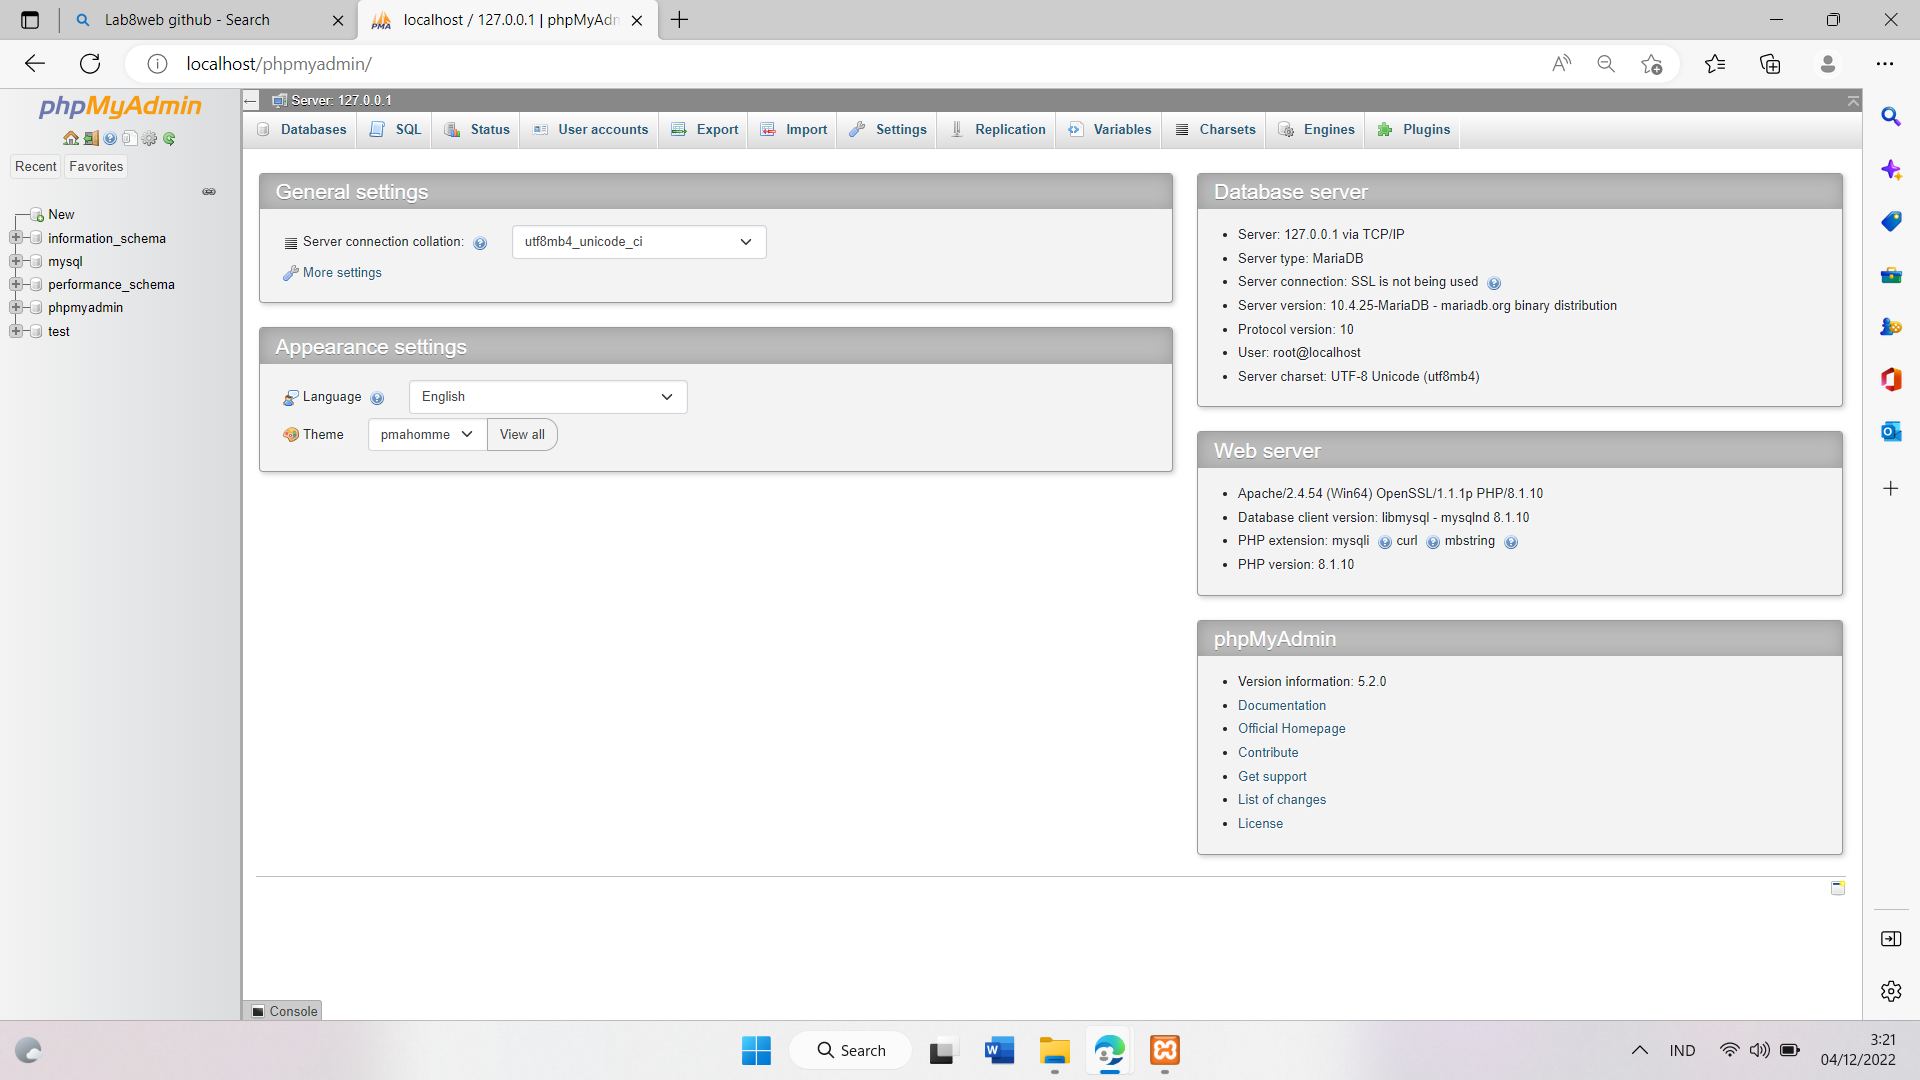 Lab8web github - Search
localhost / 127.0.0.1 | phpMyAdm
localhost/phpmyadmin/
phpMyAdmin
Recent
Favorites
New
information_schema
mysql
performance_schema
phpmyadmin
test
Server: 127.0.0.1
Databases
SQL
Status
User accounts
Export
Import
Settings
Replication
Variables
Charsets
Engines
Plugins
General settings
Server connection collation:
utf8mb4_unicode_ci
More settings
Appearance settings
Language
English
Theme
pmahomme
View all
Database server
Server: 127.0.0.1 via TCP/IP
Server type: MariaDB
Server connection: SSL is not being used
Server version: 10.4.25-MariaDB - mariadb.org binary distribution
Protocol version: 10
User: root@localhost
Server charset: UTF-8 Unicode (utf8mb4)
Web server
Apache/2.4.54 (Win64) OpenSSL/1.1.1p PHP/8.1.10
Database client version: libmysql - mysqlnd 8.1.10
PHP extension: mysqli curl mbstring
PHP version: 8.1.10
phpMyAdmin
Version information: 5.2.0
Documentation
Official Homepage
Contribute
Get support
List of changes
License
Console
Search
IND
3:21
04/12/2022